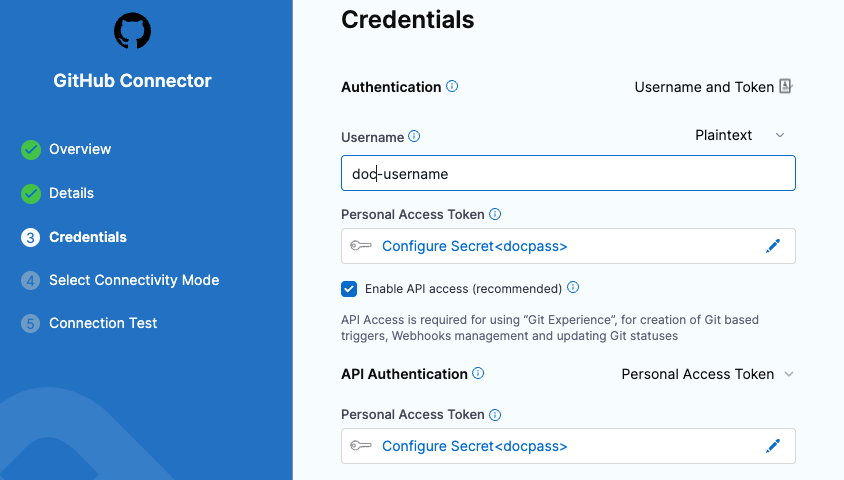 GitHub Connector
Overview
Details
3 Credentials
4 Select Connectivity Mode
5 Connection Test
Credentials
Authentication
Username and Token
Username
Plaintext
doc-username
Personal Access Token
Configure Secret<docpass>
Enable API access (recommended)
API Access is required for using “Git Experience”, for creation of Git based
triggers, Webhooks management and updating Git statuses
API Authentication
Personal Access Token
Personal Access Token
Configure Secret<docpass>